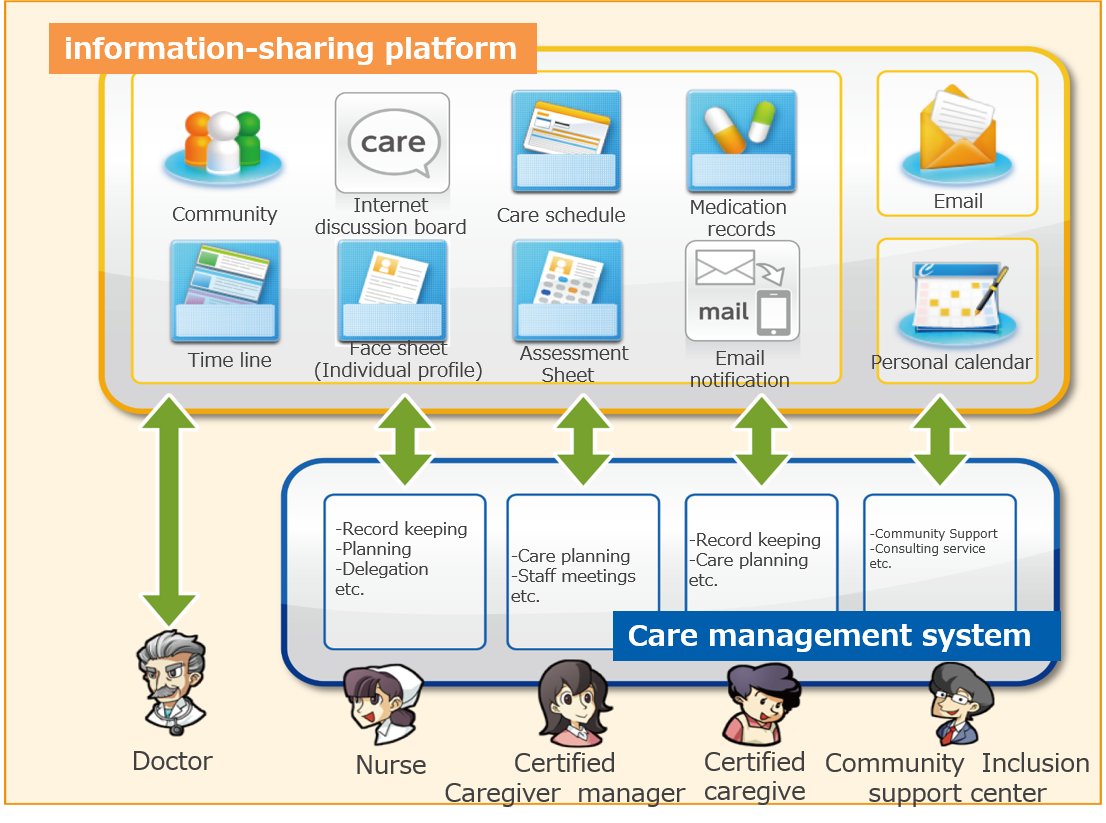 information-sharing platform
care
Community
Internet
discussion board
Care schedule
Medication
records
Email
mail
Time line
Face sheet
(Individual profile)
Assessment
Sheet
Email
notification
Personal calendar
-Record keeping
-Planning
-Delegation
etc.
-Care planning
-Staff meetings
etc.
-Record keeping
-Care planning
etc.
-Community Support
-Consulting service
etc.
Care management system
Doctor
Nurse
Certified
Caregiver manager
Certified
caregive
Community Inclusion
support center